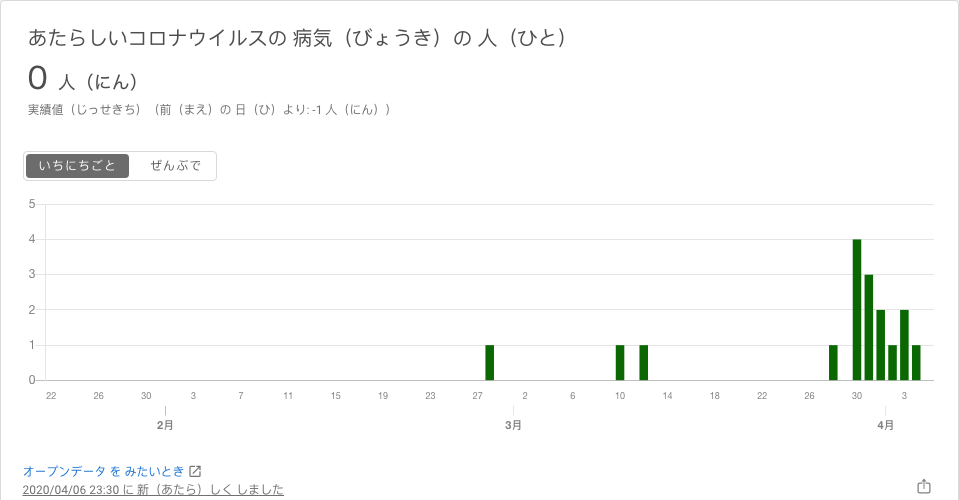 あたらしいコロナウイルスの 病気（びょうき）の 人（ひと）
0 人（にん）
実績値（じっせきち）（前（まえ）の 日（ひ）より: -1 人（にん））
いちにちごと ぜんぶで
5
4
3
2
1
0
22 26 30 3 7 11 15 19 23 27 2 6 10 14 18 22 26 30 3
2月 3月 4月
オープンデータ を みたいとき
2020/04/06 23:30 に 新（あたら）しく しました